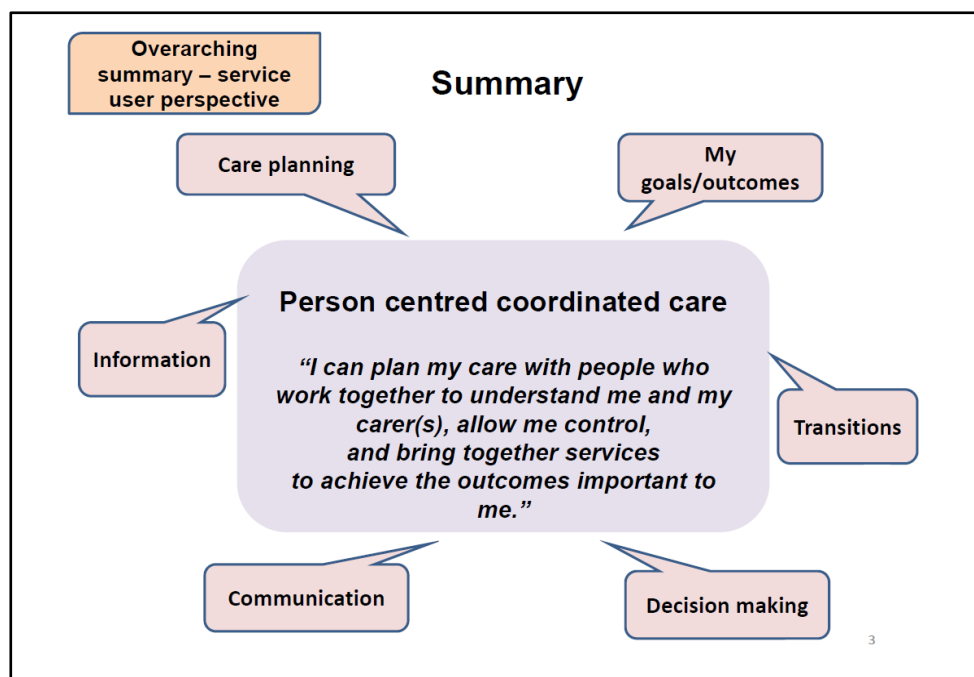 Overarching
summary – service
user perspective
Summary
Care planning
My
goals/outcomes
Information
Person centred coordinated care
“I can plan my care with people who
work together to understand me and my
carer(s), allow me control,
and bring together services
to achieve the outcomes important to
me.”
Transitions
Communication
Decision making
3